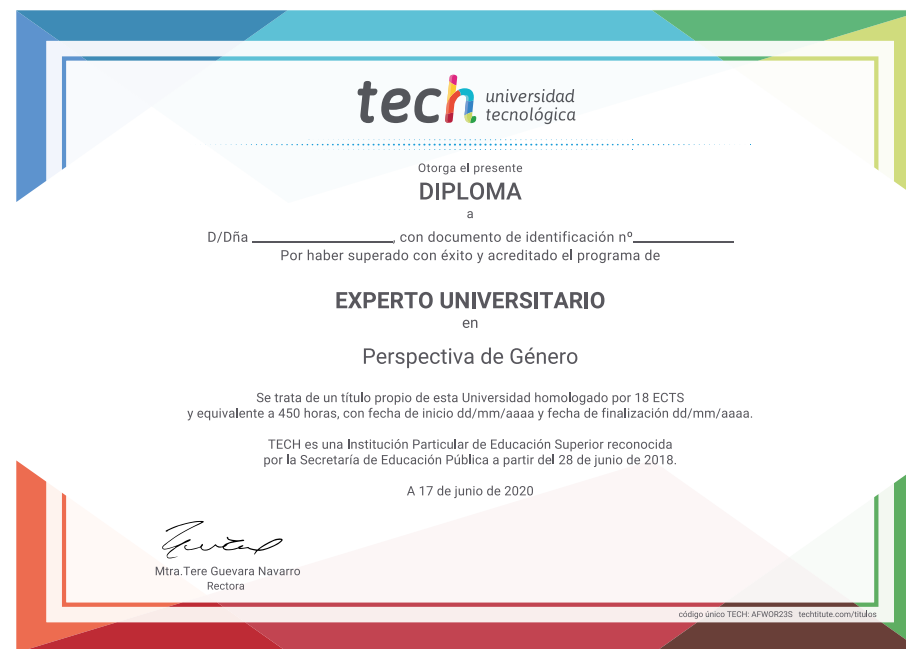 tech universidad
tecnológica
Otorga el presente
DIPLOMA
a
D/Dña ____________________, con documento de identificación nº______________
Por haber superado con éxito y acreditado el programa de
EXPERTO UNIVERSITARIO
en
Perspectiva de Género
Se trata de un título propio de esta Universidad homologado por 18 ECTS
y equivalente a 450 horas, con fecha de inicio dd/mm/aaaa y fecha de finalización dd/mm/aaaa.
TECH es una Institución Particular de Educación Superior reconocida
por la Secretaría de Educación Pública a partir del 28 de junio de 2018.
A 17 de junio de 2020
Mtra.Tere Guevara Navarro
Rectora
código único TECH: AFWOR23S techtitute.com/titulos